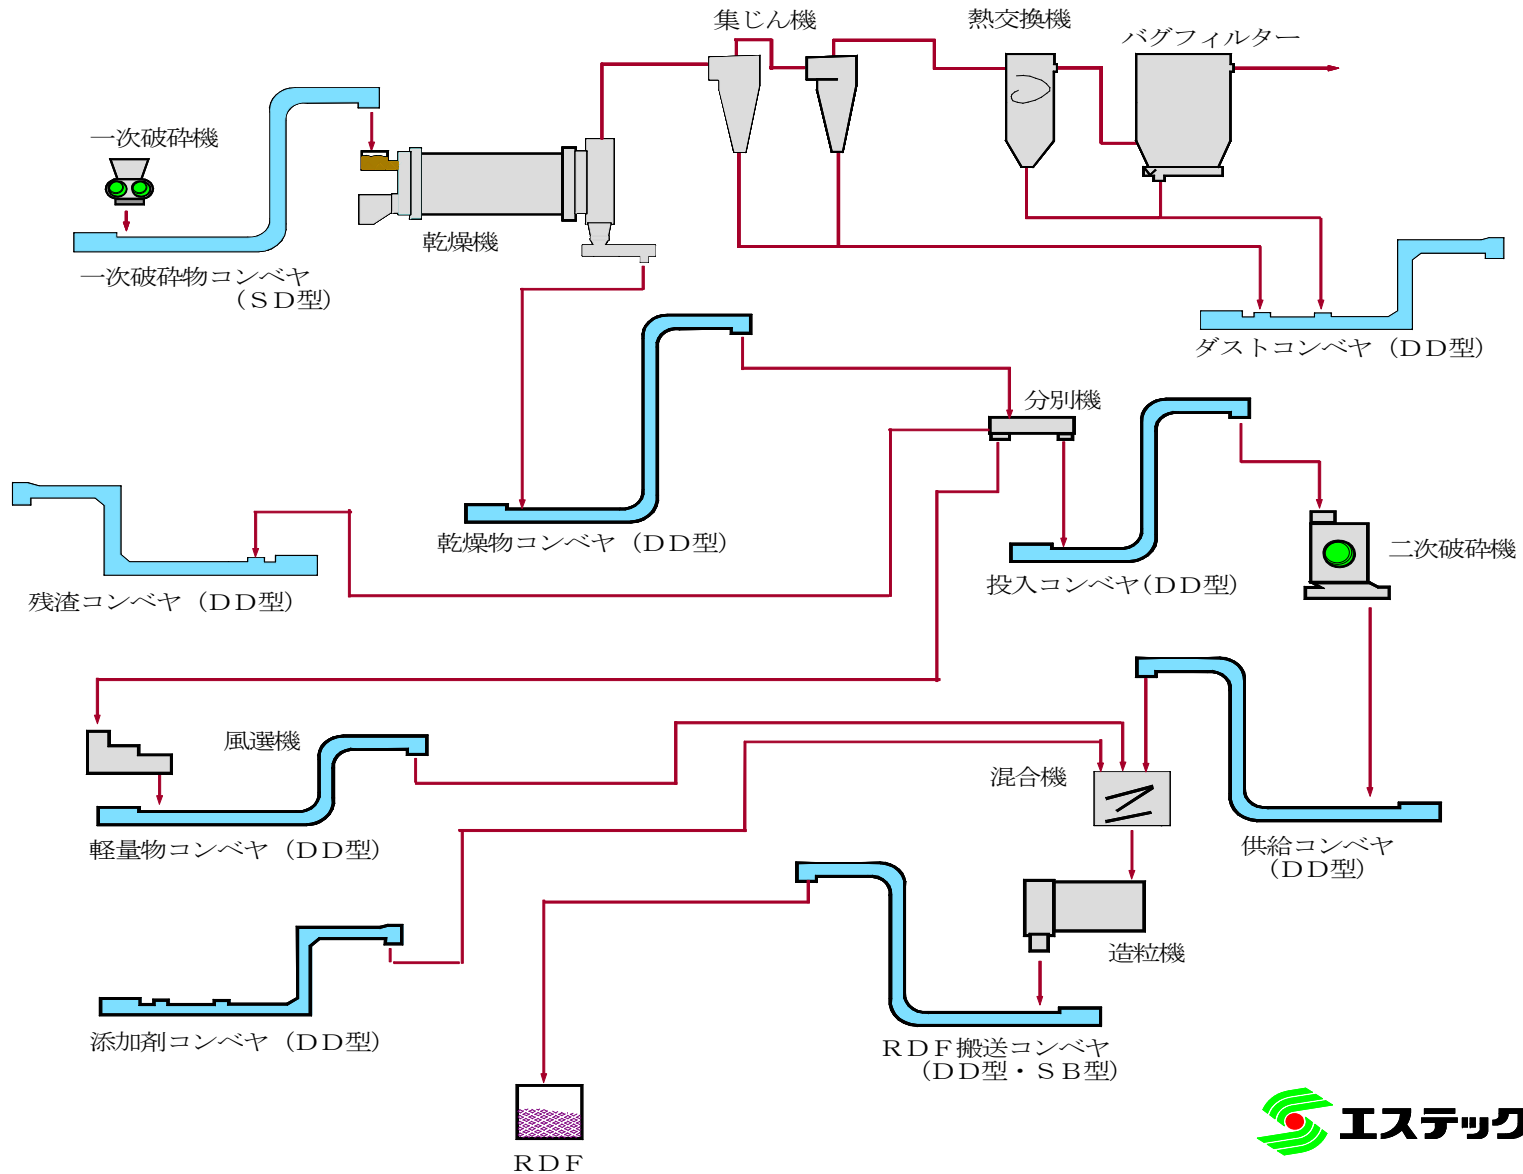 集じん機
熱交換機
バグフィルター
一次破砕機
乾燥機
一次破砕物コンベヤ
（ＳＤ型）
ダストコンベヤ（ＤＤ型）
分別機
乾燥物コンベヤ（ＤＤ型）
二次破砕機
投入コンベヤ（ＤＤ型）
残渣コンベヤ（ＤＤ型）
風選機
混合機
軽量物コンベヤ（ＤＤ型）
供給コンベヤ
（ＤＤ型）
造粒機
添加剤コンベヤ（ＤＤ型）
ＲＤＦ搬送コンベヤ
（ＤＤ型・ＳＢ型）
エステック
ＲＤＦ